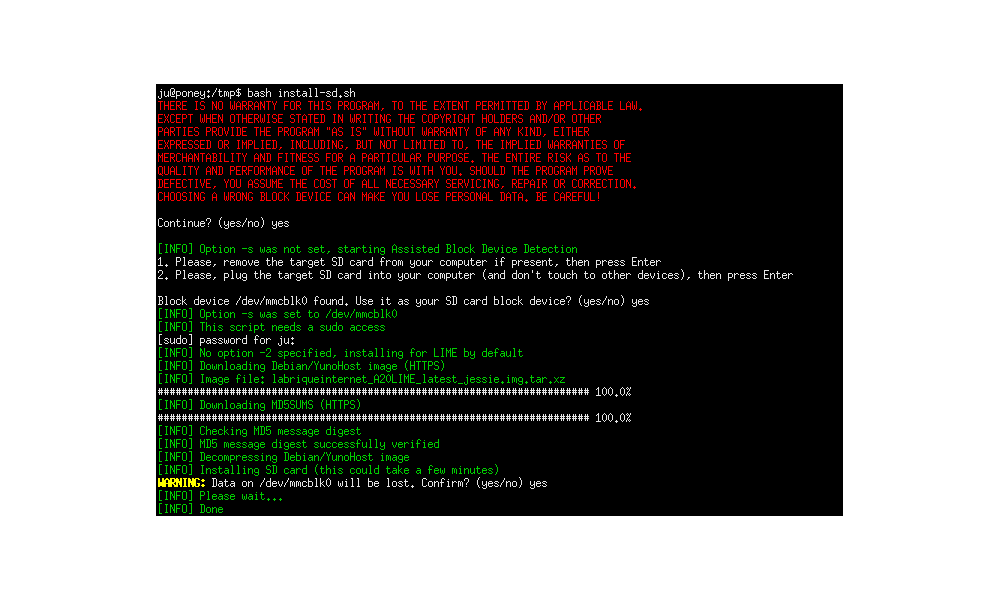 ju@poney:/tmp$ bash install-sd.sh
THERE IS NO WARRANTY FOR THIS PROGRAM, TO THE EXTENT PERMITTED BY APPLICABLE LAW.
EXCEPT WHEN OTHERWISE STATED IN WRITING THE COPYRIGHT HOLDERS AND/OR OTHER
PARTIES PROVIDE THE PROGRAM "AS IS" WITHOUT WARRANTY OF ANY KIND, EITHER
EXPRESSED OR IMPLIED, INCLUDING, BUT NOT LIMITED TO, THE IMPLIED WARRANTIES OF
MERCHANTABILITY AND FITNESS FOR A PARTICULAR PURPOSE. THE ENTIRE RISK AS TO THE
QUALITY AND PERFORMANCE OF THE PROGRAM IS WITH YOU. SHOULD THE PROGRAM PROVE
DEFECTIVE, YOU ASSUME THE COST OF ALL NECESSARY SERVICING, REPAIR OR CORRECTION.
CHOOSING A WRONG BLOCK DEVICE CAN MAKE YOU LOSE PERSONAL DATA. BE CAREFUL!
Continue? (yes/no) yes
[INFO] Option -s was not set, starting Assisted Block Device Detection
1. Please, remove the target SD card from your computer if present, then press Enter
2. Please, plug the target SD card into your computer (and don't touch to other devices), then press Enter
Block device /dev/mmcblk0 found. Use it as your SD card block device? (yes/no) yes
[INFO] Option -s was set to /dev/mmcblk0
[INFO] This script needs a sudo access
[sudo] password for ju:
[INFO] No option -2 specified, installing for LIME by default
[INFO] Downloading Debian/YunoHost image (HTTPS)
[INFO] Image file: labriqueinternet_A20LIME_latest_jessie.img.tar.xz
######################################################################## 100.0%
[INFO] Downloading MD5SUMS (HTTPS)
######################################################################## 100.0%
[INFO] Checking MD5 message digest
[INFO] MD5 message digest successfully verified
[INFO] Decompressing Debian/YunoHost image
[INFO] Installing SD card (this could take a few minutes)
WARNING: Data on /dev/mmcblk0 will be lost. Confirm? (yes/no) yes
[INFO] Please wait...
[INFO] Done